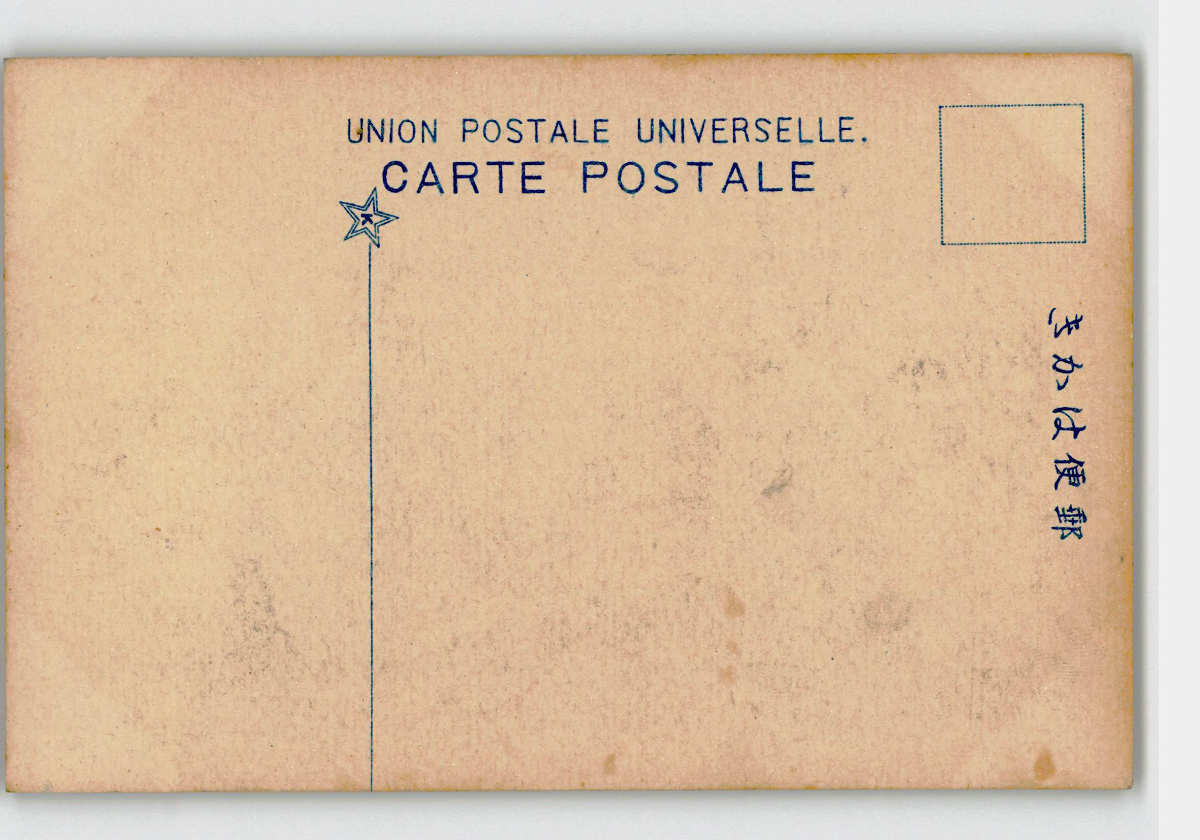 UNION POSTALE UNIVERSELLE.
CARTE POSTALE
K
郵便はかき